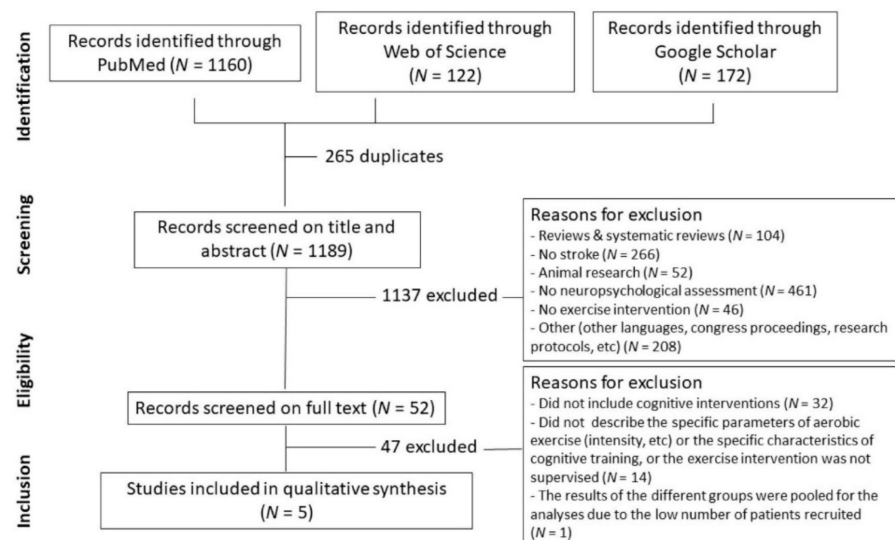 Identification
Records identified through
PubMed (N = 1160)
Records identified through
Web of Science
(N = 122)
Records identified through
Google Scholar
(N = 172)
265 duplicates
Screening
Records screened on title and
abstract (N = 1189)
1137 excluded
Reasons for exclusion
- Reviews & systematic reviews (N = 104)
- No stroke (N = 266)
- Animal research (N = 52)
- No neuropsychological assessment (N = 461)
- No exercise intervention (N = 46)
- Other (other languages, congress proceedings, research
protocols, etc) (N = 208)
Eligibility
Records screened on full text (N = 52)
47 excluded
Reasons for exclusion
- Did not include cognitive interventions (N = 32)
- Did not describe the specific parameters of aerobic
exercise (intensity, etc) or the specific characteristics of
cognitive training, or the exercise intervention was not
supervised (N = 14)
- The results of the different groups were pooled for the
analyses due to the low number of patients recruited
(N = 1)
Inclusion
Studies included in qualitative synthesis
(N = 5)